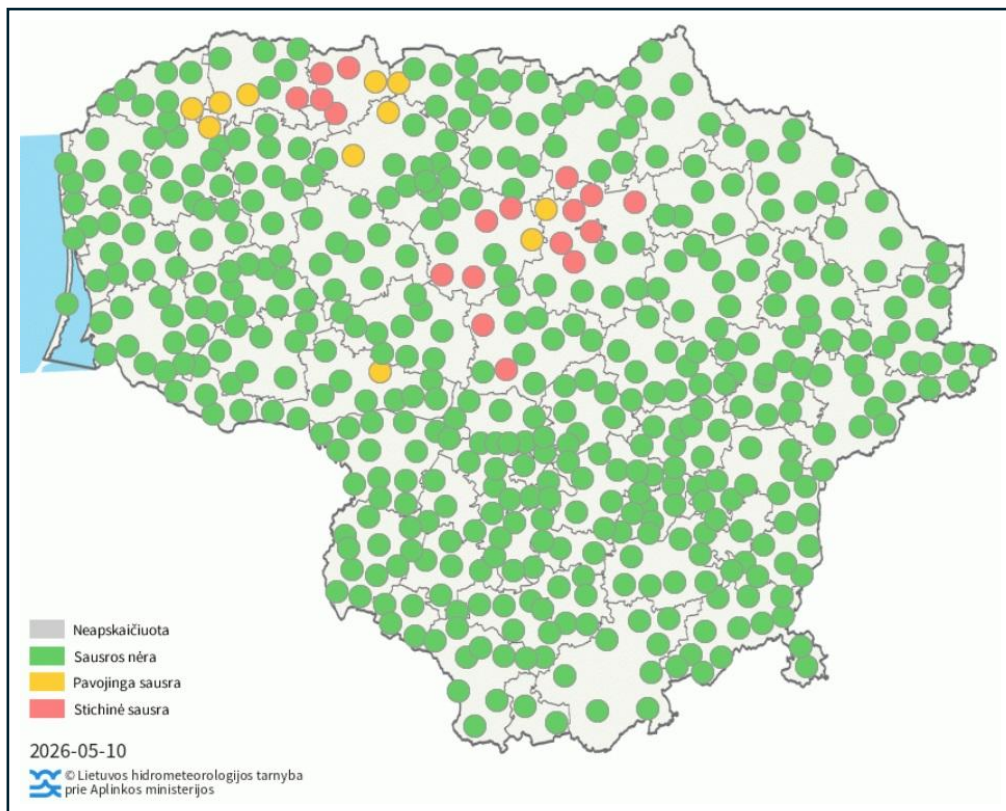 Neapskaičiuota
Sausros nėra
Pavojinga sausra
Stichinė sausra
2026-05-10
© Lietuvos hidrometeorologijos tarnyba
prie Aplinkos ministerijos